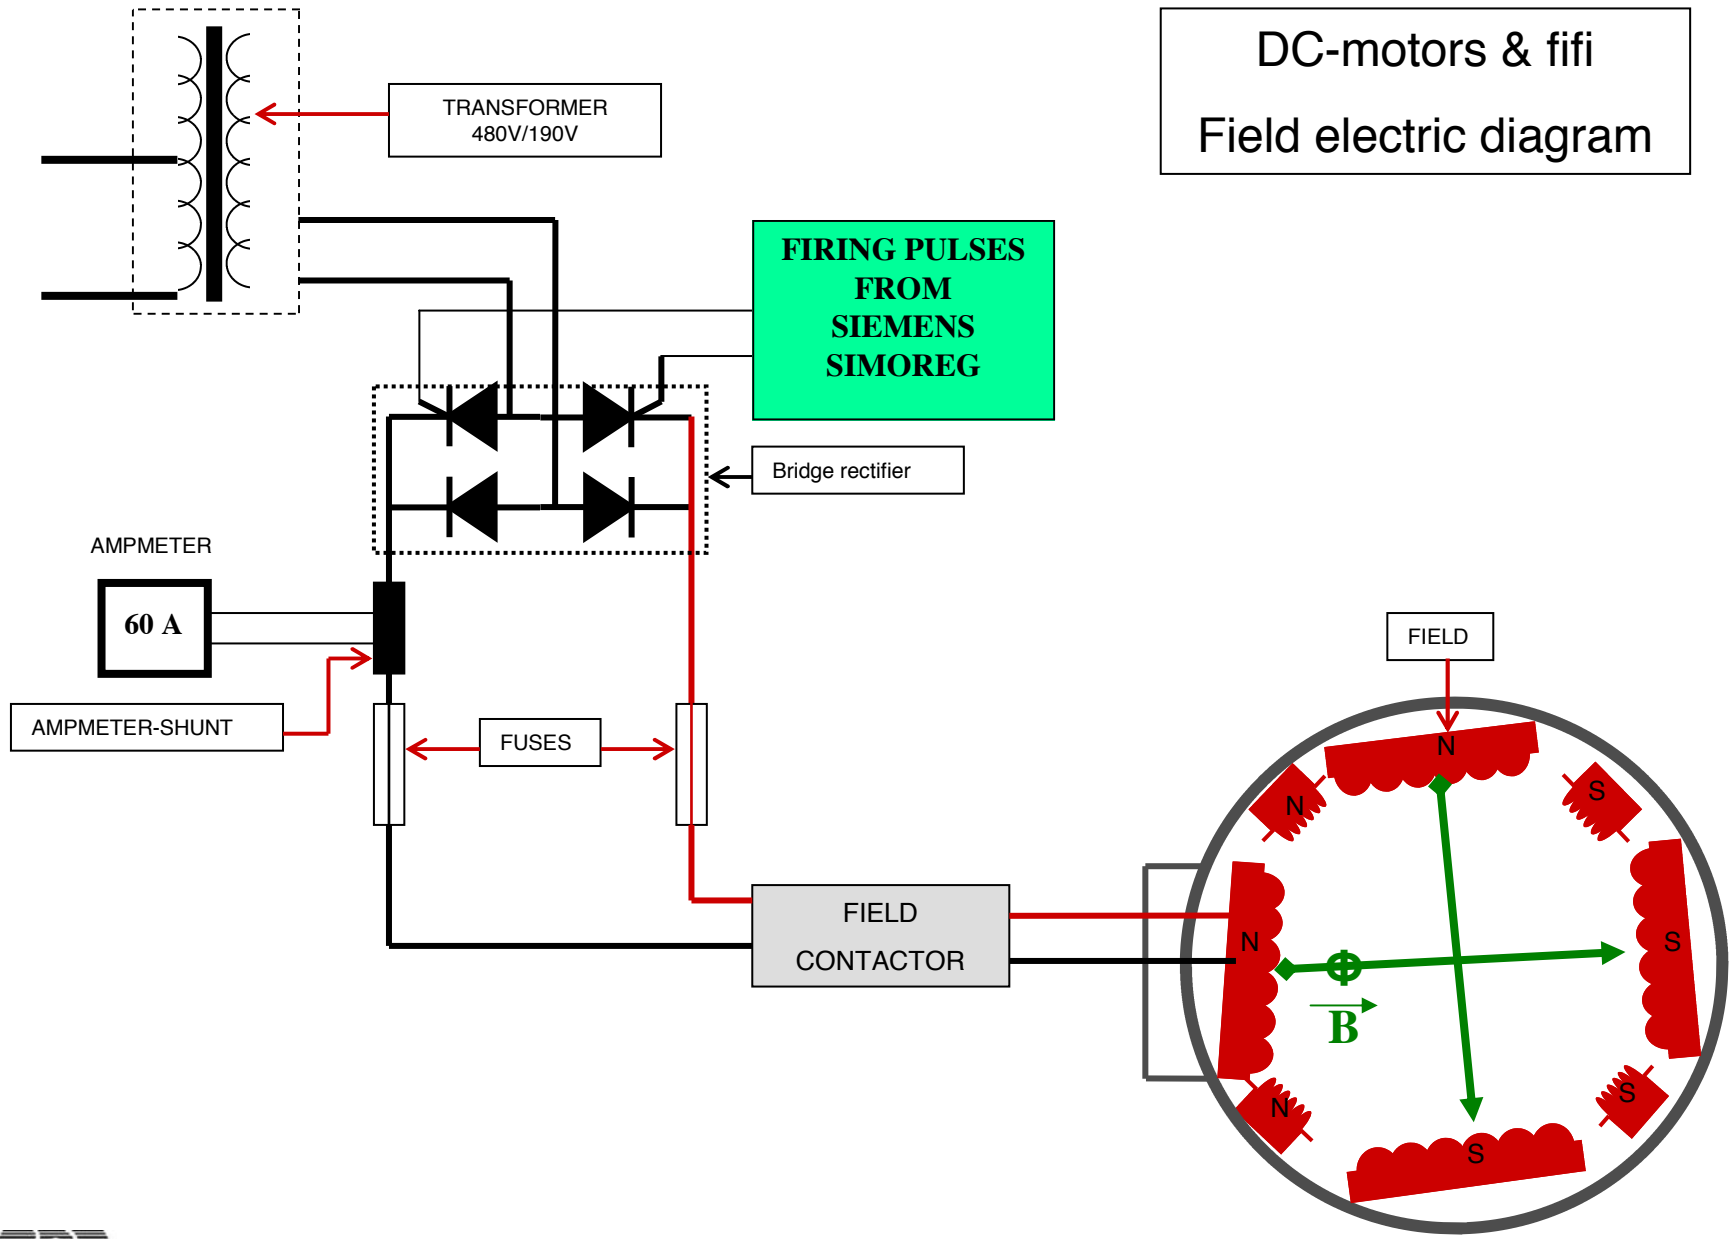 DC-motors & fifi
Field electric diagram
TRANSFORMER
480V/190V
FIRING PULSES
FROM
SIEMENS
SIMOREG
Bridge rectifier
AMPMETER
60 A
AMPMETER-SHUNT
FUSES
FIELD
CONTACTOR
FIELD
N
N
S
N
S
Φ
B
N
S
S